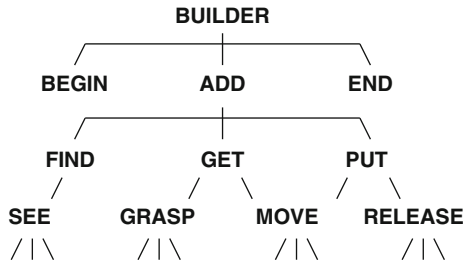 BUILDER
BEGIN ADD END
FIND GET PUT
SEE GRASP MOVE RELEASE